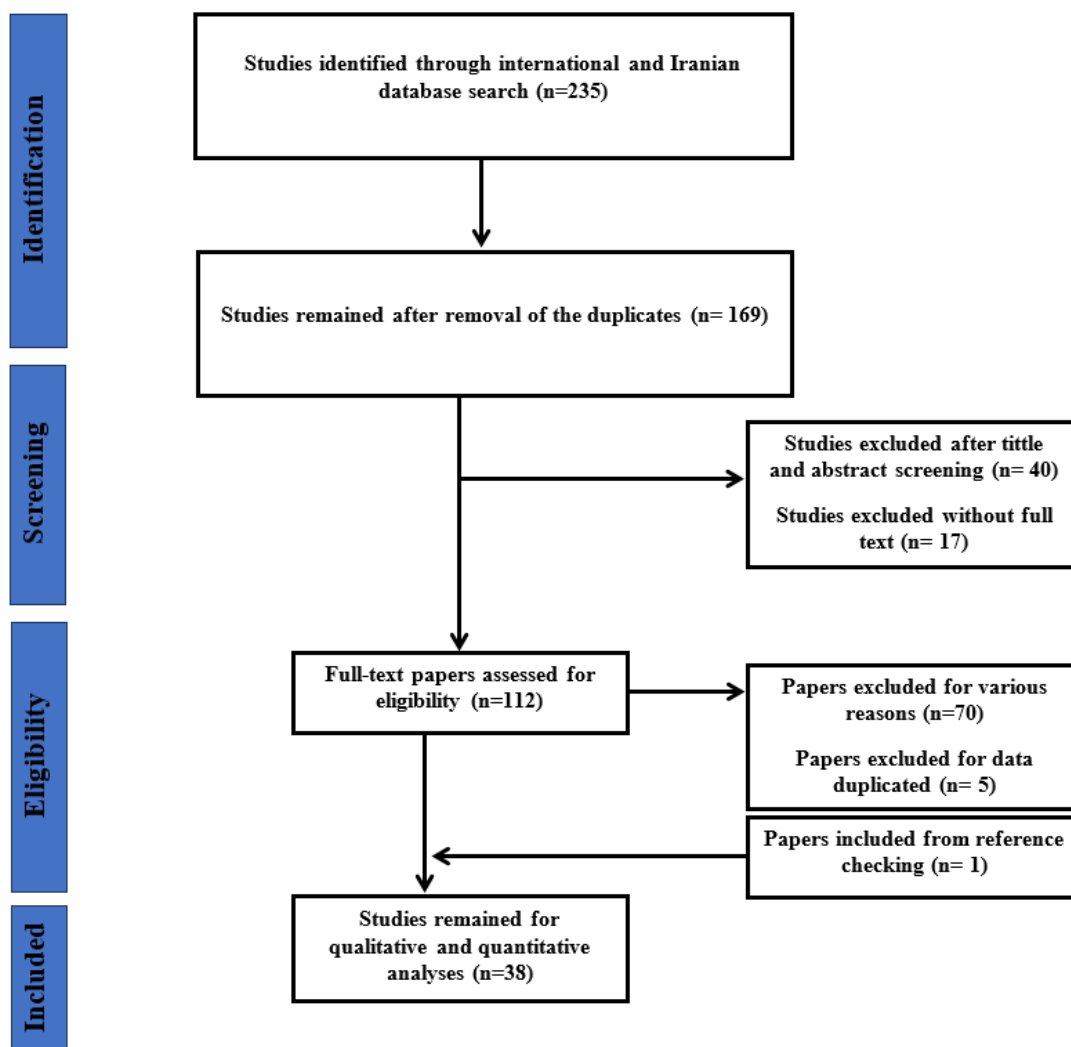 Identification
Studies identified through international and Iranian
database search (n=235)
Studies remained after removal of the duplicates (n= 169)
Screening
Studies excluded after tittle
and abstract screening (n= 40)
Studies excluded without full
text (n= 17)
Eligibility
Full-text papers assessed for
eligibility (n=112)
Papers excluded for various
reasons (n=70)
Papers excluded for data
duplicated (n= 5)
Papers included from reference
checking (n= 1)
Included
Studies remained for
qualitative and quantitative
analyses (n=38)